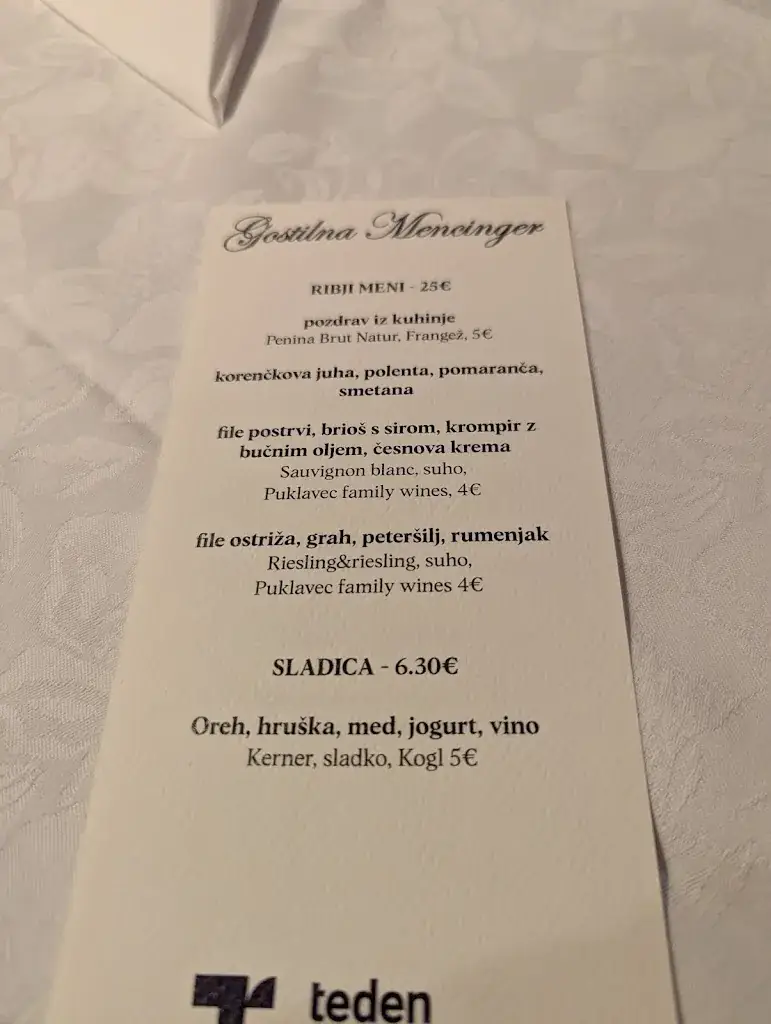 Gostilna Mencinger
RIBJI MENI - 25€
pozdrav iz kuhinje
Penina Brut Natur, Frangež, 5€
korenčkova juha, polenta, pomaranča,
smetana
file postrvi, brioš s sirom, krompir z
bučnim oljem, česnova krema
Sauvignon blanc, suho,
Puklavec family wines, 4€
file ostriža, grah, peteršilj, rumenjak
Riesling&riesling, suho,
Puklavec family wines 4€
SLADICA - 6.30€
Oreh, hruška, med, jogurt, vino
Kerner, sladko, Kogl 5€
teden